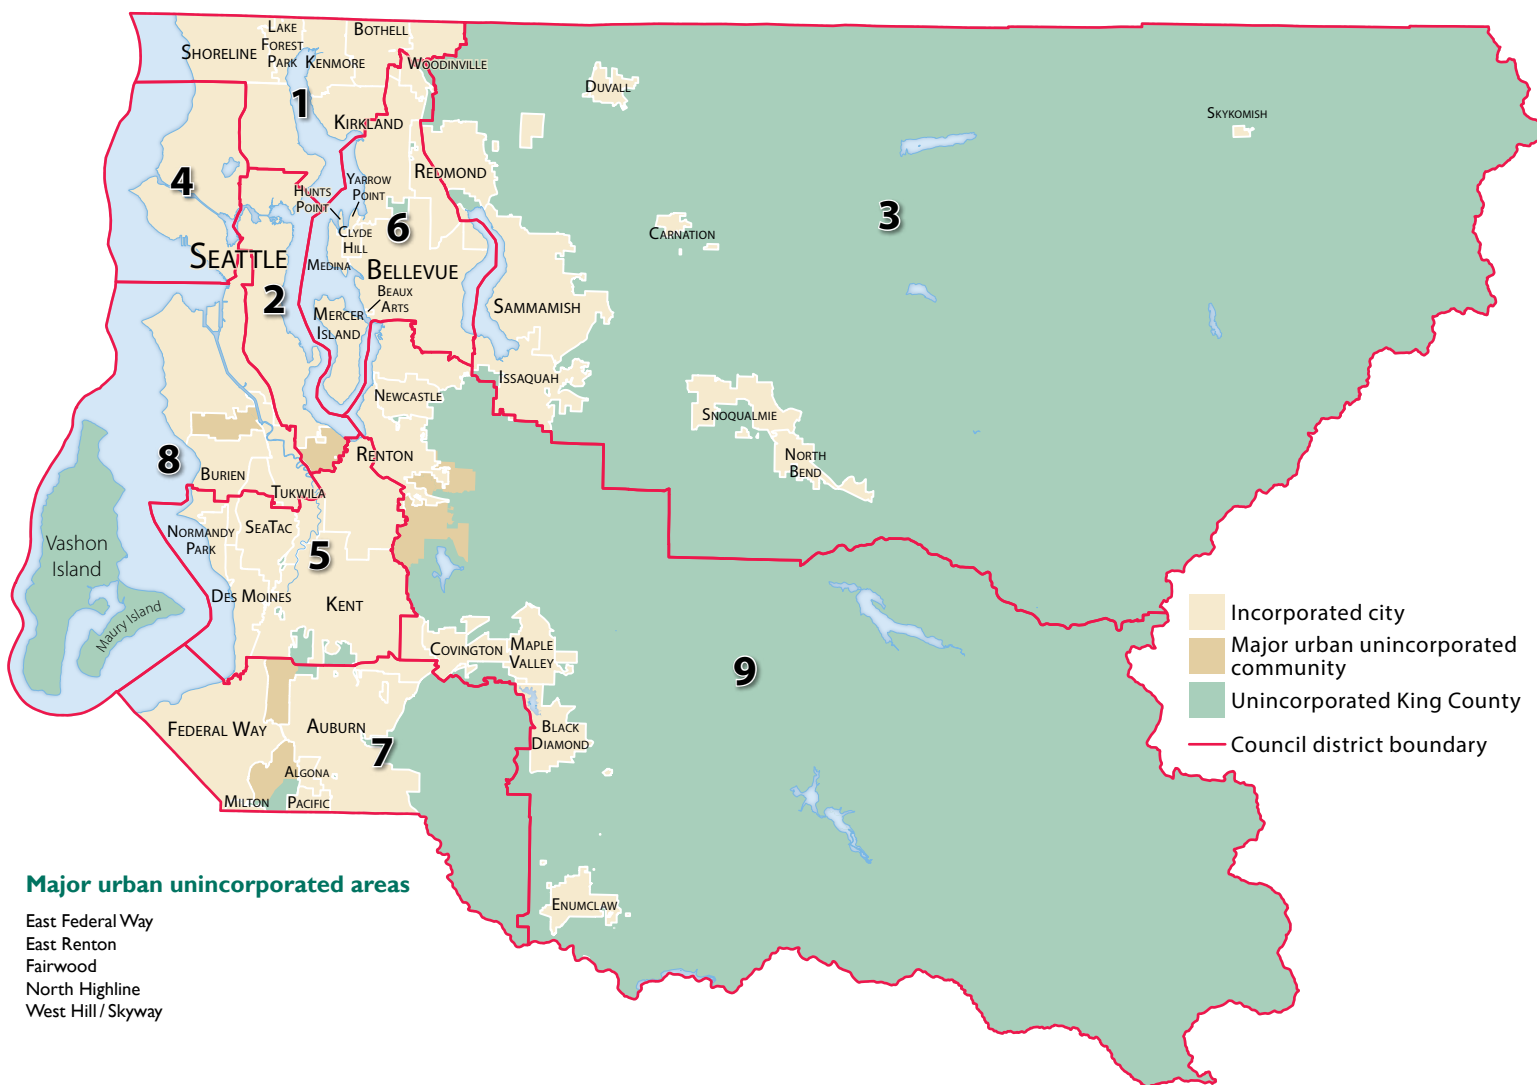 LAKE
FOREST
PARK
BOTHELL
SHORELINE
KENMORE
WOODINVILLE
DUVALL
SKYKOMISH
1
KIRKLAND
4
REDMOND
HUNTS
POINT
YARROW
POINT
3
6
CLYDE
HILL
CARNATION
SEATTLE
MEDINA
BELLEVUE
2
BEAUX
ARTS
MERCER
ISLAND
SAMMAMISH
ISSAQUAH
NEWCASTLE
SNOQUALMIE
8
RENTON
NORTH
BEND
BURIEN
TUKWILA
NORMANDY
PARK
SEATAC
Vashon
Island
5
DES MOINES
KENT
Maury Island
COVINGTON
MAPLE
VALLEY
9
Incorporated city
Major urban unincorporated
community
Unincorporated King County
Council district boundary
FEDERAL WAY
AUBURN
7
BLACK
DIAMOND
ALGONA
MILTON
PACIFIC
ENUMCLAW
Major urban unincorporated areas
East Federal Way
East Renton
Fairwood
North Highline
West Hill / Skyway